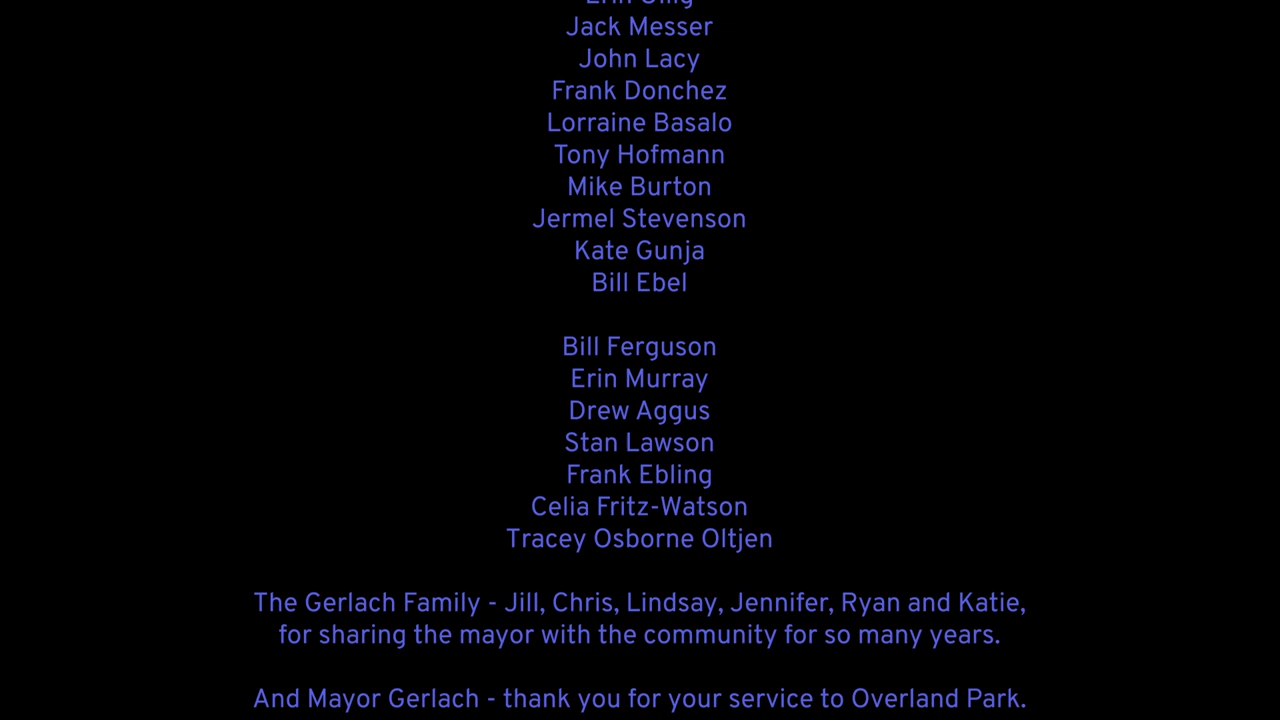 Jack Messer
John Lacy
Frank Donchez
Lorraine Basalo
Tony Hofmann
Mike Burton
Jermel Stevenson
Kate Gunja
Bill Ebel
Bill Ferguson
Erin Murray
Drew Aggus
Stan Lawson
Frank Ebling
Celia Fritz-Watson
Tracey Osborne Oltjen
The Gerlach Family - Jill, Chris, Lindsay, Jennifer, Ryan and Katie,
for sharing the mayor with the community for so many years.
And Mayor Gerlach - thank you for your service to Overland Park.